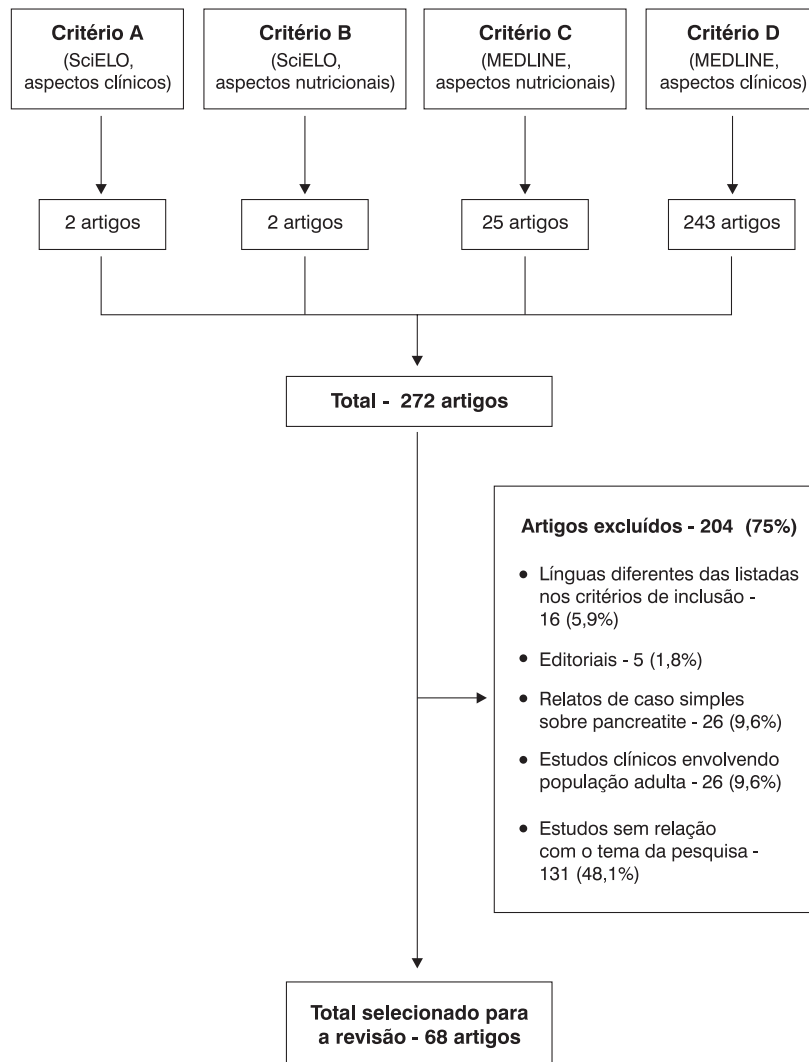 Critério A
(SciELO,
aspectos clínicos)
Critério B
(SciELO,
aspectos nutricionais)
Critério C
(MEDLINE,
aspectos nutricionais)
Critério D
(MEDLINE,
aspectos clínicos)
2 artigos
2 artigos
25 artigos
243 artigos
Total - 272 artigos
Artigos excluídos - 204 (75%)
• Línguas diferentes das listadas
nos critérios de inclusão -
16 (5,9%)
• Editoriais - 5 (1,8%)
• Relatos de caso simples
sobre pancreatite - 26 (9,6%)
• Estudos clínicos envolvendo
população adulta - 26 (9,6%)
• Estudos sem relação
com o tema da pesquisa -
131 (48,1%)
Total selecionado para
a revisão - 68 artigos